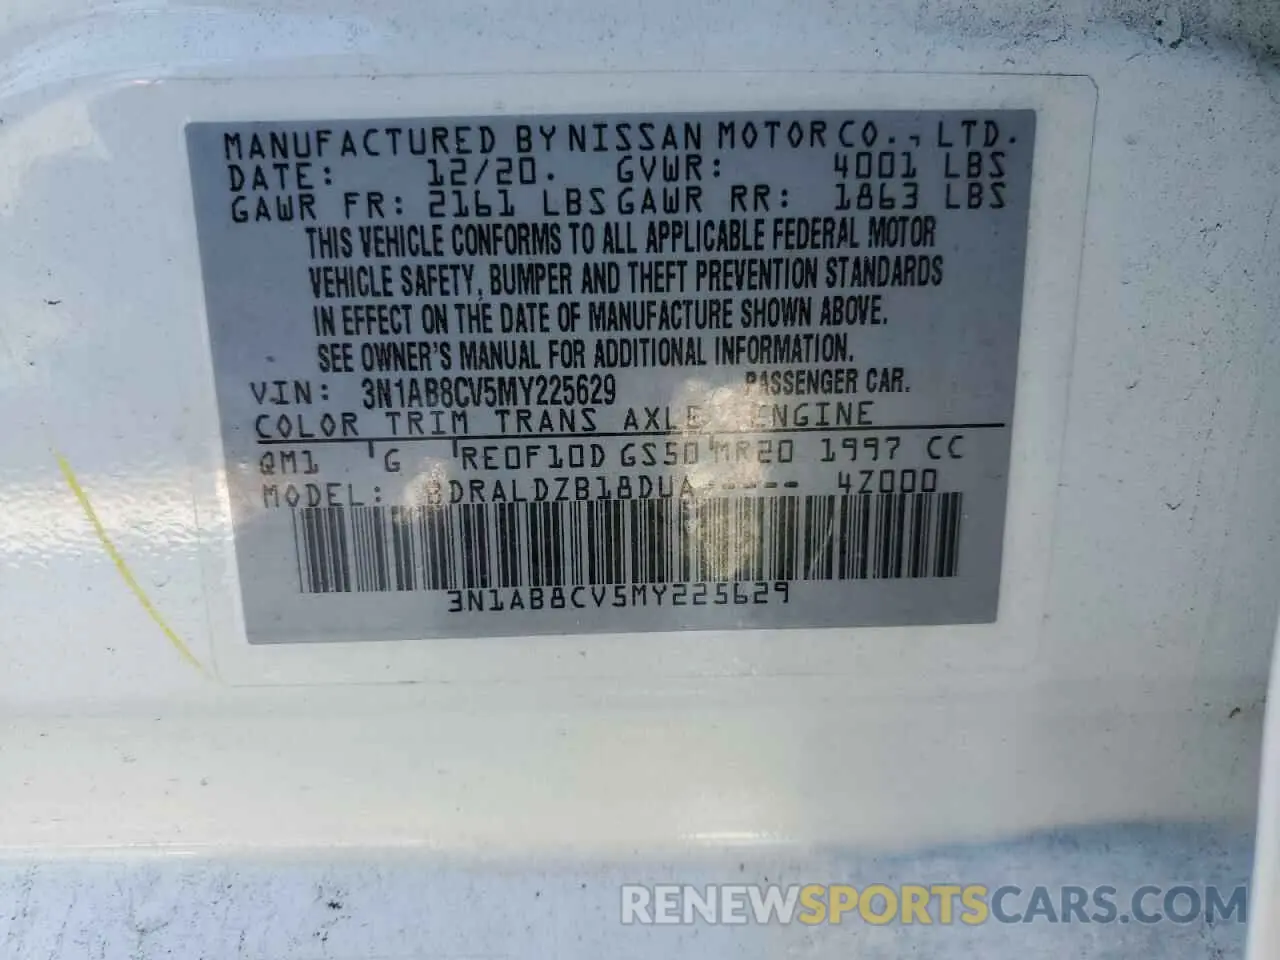 MANUFACTURED BY NISSAN MOTOR CO., LTD.
DATE: 12/20. GVWR: 4001 LBS
GAWR FR: 2161 LBS GAWR RR: 1863 LBS
THIS VEHICLE CONFORMS TO ALL APPLICABLE FEDERAL MOTOR
VEHICLE SAFETY, BUMPER AND THEFT PREVENTION STANDARDS
IN EFFECT ON THE DATE OF MANUFACTURE SHOWN ABOVE.
SEE OWNER'S MANUAL FOR ADDITIONAL INFORMATION.
VIN: 3N1AB8CV5MY225629 PASSENGER CAR.
COLOR TRIM TRANS AXLE ENGINE
QM1 G RE0F10D GS50 MR20 1997 CC
MODEL: BDRALDZB18DUA ---- 4Z000
3N1AB8CV5MY225629
RENEWSPORTSCARS.COM